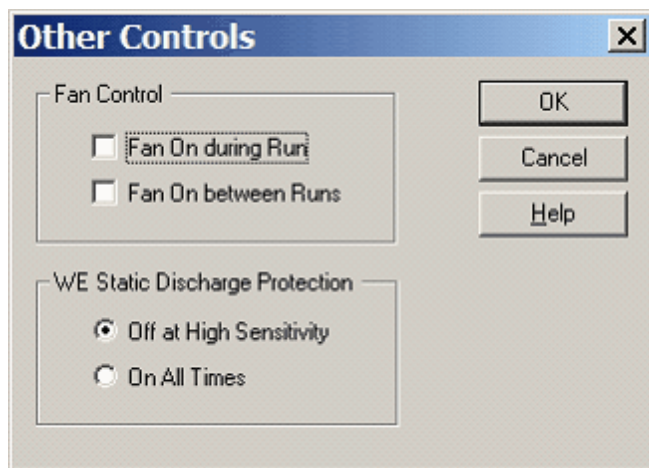 Other Controls
Fan Control
Fan On during Run
Fan On between Runs
OK
Cancel
Help
WE Static Discharge Protection
Off at High Sensitivity
On All Times